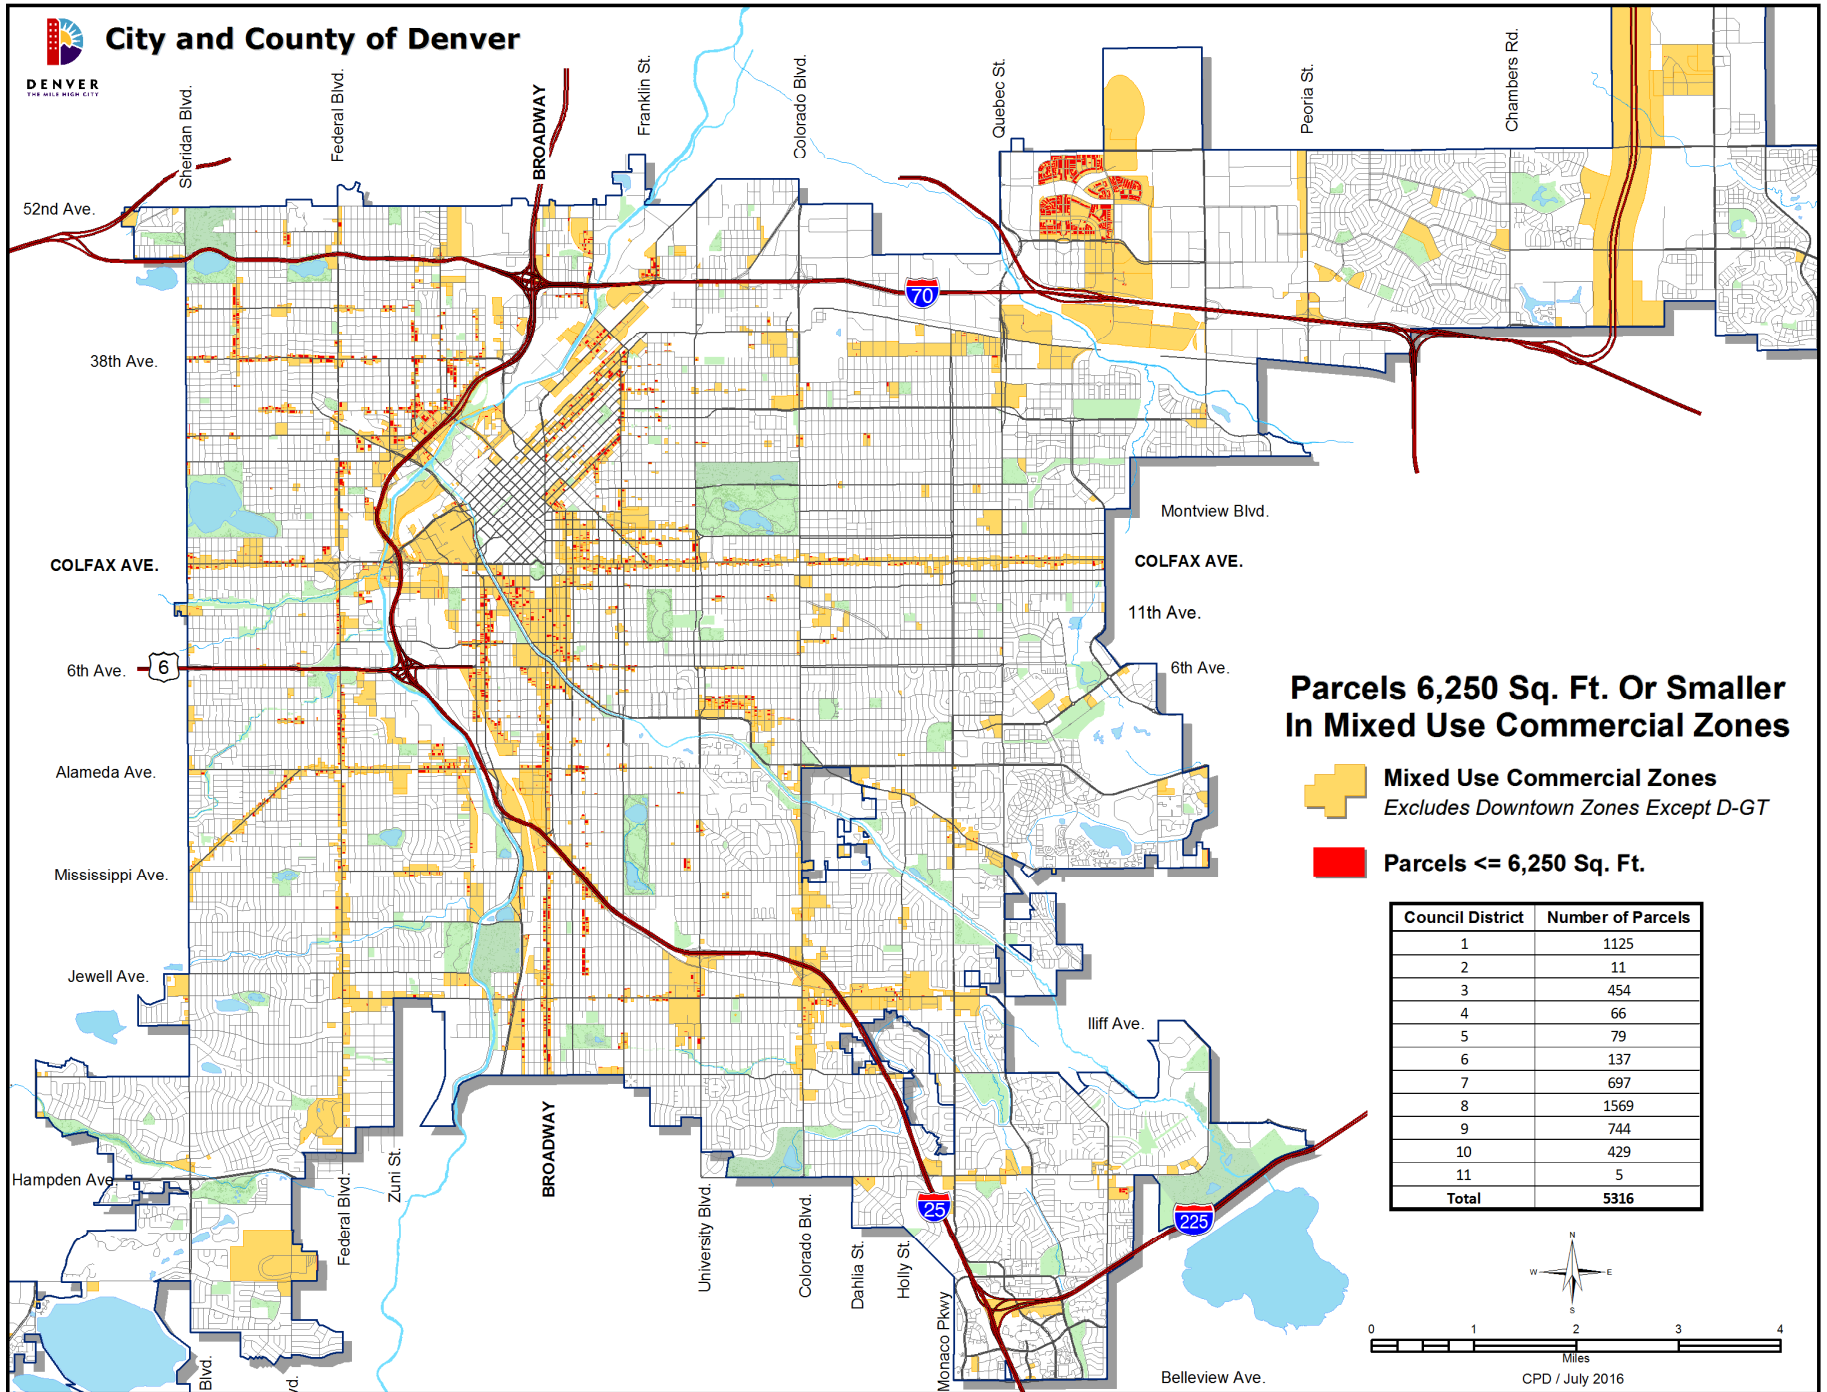 City and County of Denver
DENVER
THE MILE HIGH CITY
Sheridan Blvd.
Federal Blvd.
BROADWAY
Franklin St.
Colorado Blvd.
Quebec St.
Peoria St.
Chambers Rd.
52nd Ave.
70
38th Ave.
Montview Blvd.
COLFAX AVE.
COLFAX AVE.
11th Ave.
6th Ave.
6
6th Ave.
Parcels 6,250 Sq. Ft. Or Smaller
In Mixed Use Commercial Zones
Mixed Use Commercial Zones
Excludes Downtown Zones Except D-GT
Parcels <= 6,250 Sq. Ft.
Alameda Ave.
Mississippi Ave.
Jewell Ave.
Iliff Ave.
Council District Number of Parcels
1 1125
2 11
3 454
4 66
5 79
6 137
7 697
8 1569
9 744
10 429
11 5
Total 5316
Hampden Ave.
Federal Blvd.
Zuni St.
BROADWAY
University Blvd.
Colorado Blvd.
Dahlia St.
Holly St.
Monaco Pkwy
25
225
N
W E
S
0 1 2 3 4
Miles
CPD / July 2016
Belleview Ave.
Blvd.
vd.